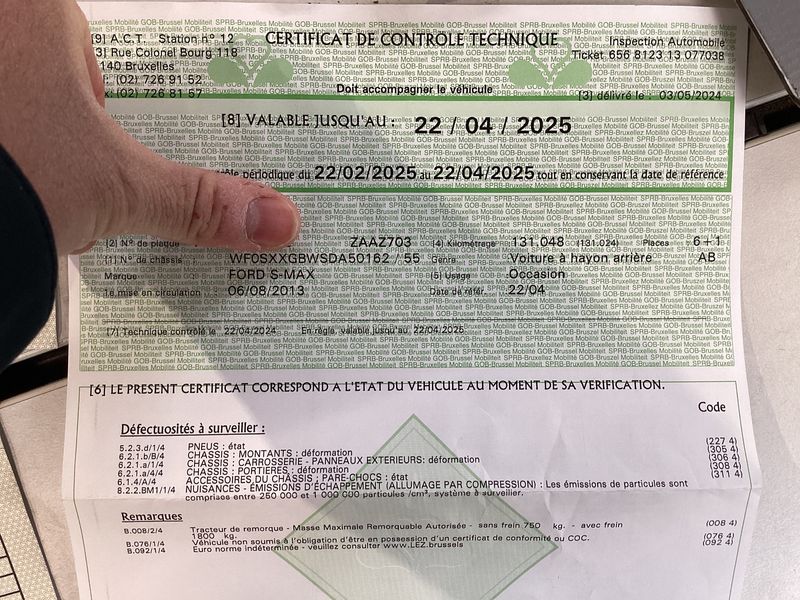 [9] A.C.T. Station nº 12 CERTIFICAT DE CONTROLE TECHNIQUE Inspection Automobile
3] Rue Colonel Bourg 118 Ticket 656 8123 13 077038
140 Bruxelles
(02) 726 91 52 Doit accompagner le véhicule
(02) 726 81 57 [3] délivré le : 03/05/2024
[8] VALABLE JUSQU'AU : 22 / 04 / 2025
périodique du 22/02/2025 au 22/04/2025 tout en conservant la date de référence
[2] Nº de plaque ZAAZ703 [4] Kilométrage 131.048 (131.024) Places 6+1
[1] Nº de châssis WF0SXXGBWSDA50162 / 55 Genre Voiture à hayon arrière AB
Marque FORD S-MAX [5] Usage occasion
1e mise en circulation 06/08/2013 Date de référ. 22/04
[7] Technique contrôlé le 22/04/2024 En règle, valable jusqu'au 22/04/2025
[6] LE PRESENT CERTIFICAT CORRESPOND A L'ETAT DU VEHICULE AU MOMENT DE SA VERIFICATION.
Code
Défectuosités à surveiller :
5.2.3.d/1/4 PNEUS : état (227 4)
6.2.1.b/B/4 CHASSIS : MONTANTS : déformation (305 4)
6.2.1.a/1/4 CHASSIS : CARROSSERIE - PANNEAUX EXTERIEURS: déformation (306 4)
6.2.1.a/4/4 CHASSIS : PORTIERES : déformation (308 4)
6.1.4/A/4 ACCESSOIRES DU CHASSIS : PARE-CHOCS : état (311 4)
8.2.2.BM1/1/4 NUISANCES - ÉMISSIONS D'ÉCHAPPEMENT (ALLUMAGE PAR COMPRESSION) : Les émissions de particules sont
comprises entre 250 000 et 1 000 000 particules /cm³, système à surveiller.
Remarques
B.008/2/4 Tracteur de remorque - Masse Maximale Remorquable Autorisée - sans frein 750 kg. - avec frein (008 4)
1800 kg.
B.076/1/4 Véhicule non soumis à l'obligation d'être en possession d'un certificat de conformité ou COC. (076 4)
B.092/1/4 Euro norme indéterminée - veuillez consulter www.LEZ.brussels (092 4)